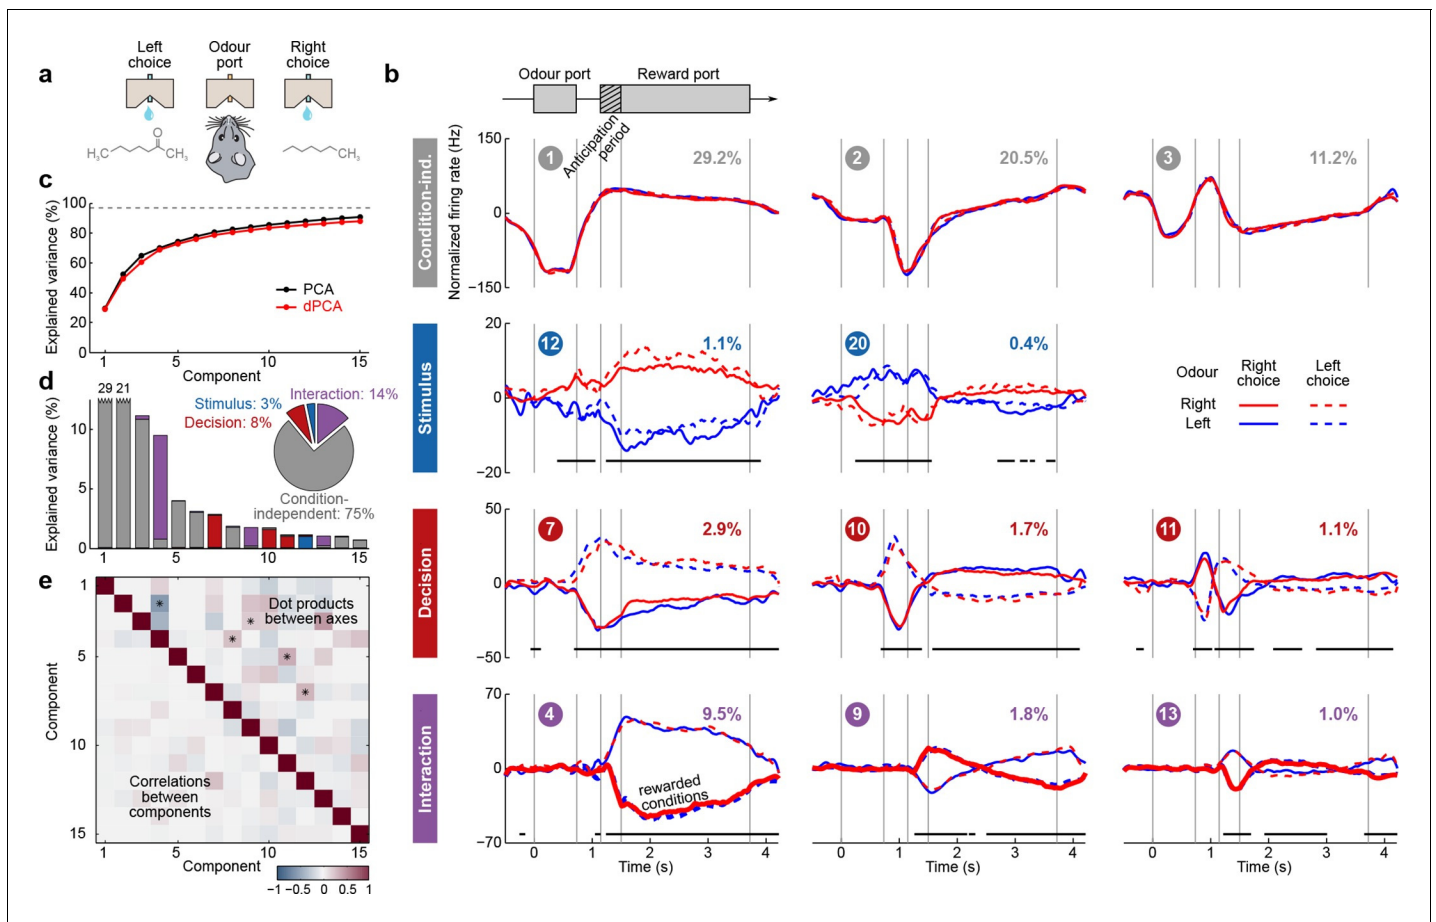 a
Left
choice
Odour
port
Right
choice
H₃C
O
CH₃
CH₃
b
Odour port
Reward port
Anticipation
period
Condition-ind.
Normalized firing rate (Hz)
150
0
−150
1
29.2%
2
20.5%
3
11.2%
c
Explained variance (%)
100
80
60
40
20
0
PCA
dPCA
1
5
10
15
Component
Stimulus
20
0
−20
12
1.1%
20
0.4%
Odour
Right
choice
Left
choice
Right
Left
d
Explained variance (%)
29
21
10
5
0
1
5
10
15
Interaction: 14%
Stimulus: 3%
Decision: 8%
Condition-
independent: 75%
Decision
50
0
−50
7
2.9%
10
1.7%
11
1.1%
e
Component
1
5
10
15
Dot products
between axes
*
*
*
*
*
*
Correlations
between
components
1
5
10
15
Component
−1
−0.5
0
0.5
1
Interaction
70
0
−70
4
9.5%
rewarded
conditions
9
1.8%
13
1.0%
0
1
2
3
4
Time (s)
0
1
2
3
4
Time (s)
0
1
2
3
4
Time (s)